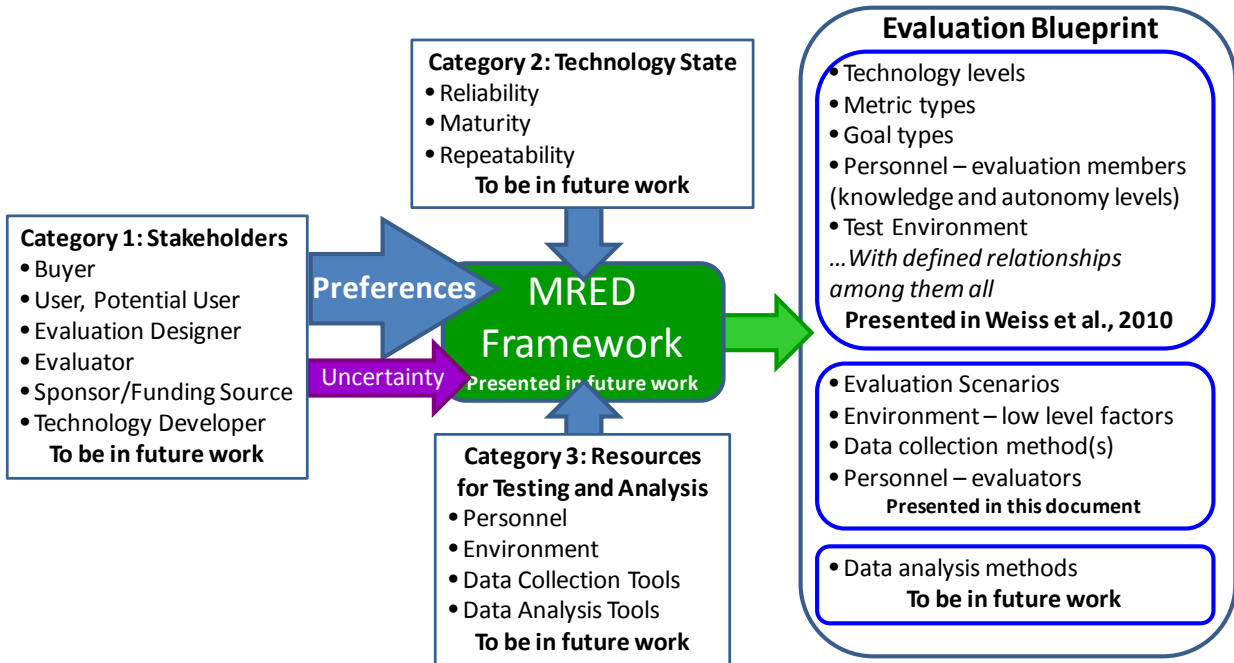 Category 1: Stakeholders
• Buyer
• User, Potential User
• Evaluation Designer
• Evaluator
• Sponsor/Funding Source
• Technology Developer
To be in future work
Preferences
Uncertainty
Category 2: Technology State
• Reliability
• Maturity
• Repeatability
To be in future work
MRED
Framework
Presented in future work
Category 3: Resources
for Testing and Analysis
• Personnel
• Environment
• Data Collection Tools
• Data Analysis Tools
To be in future work
Evaluation Blueprint
• Technology levels
• Metric types
• Goal types
• Personnel – evaluation members
(knowledge and autonomy levels)
• Test Environment
...With defined relationships
among them all
Presented in Weiss et al., 2010
• Evaluation Scenarios
• Environment – low level factors
• Data collection method(s)
• Personnel – evaluators
Presented in this document
• Data analysis methods
To be in future work